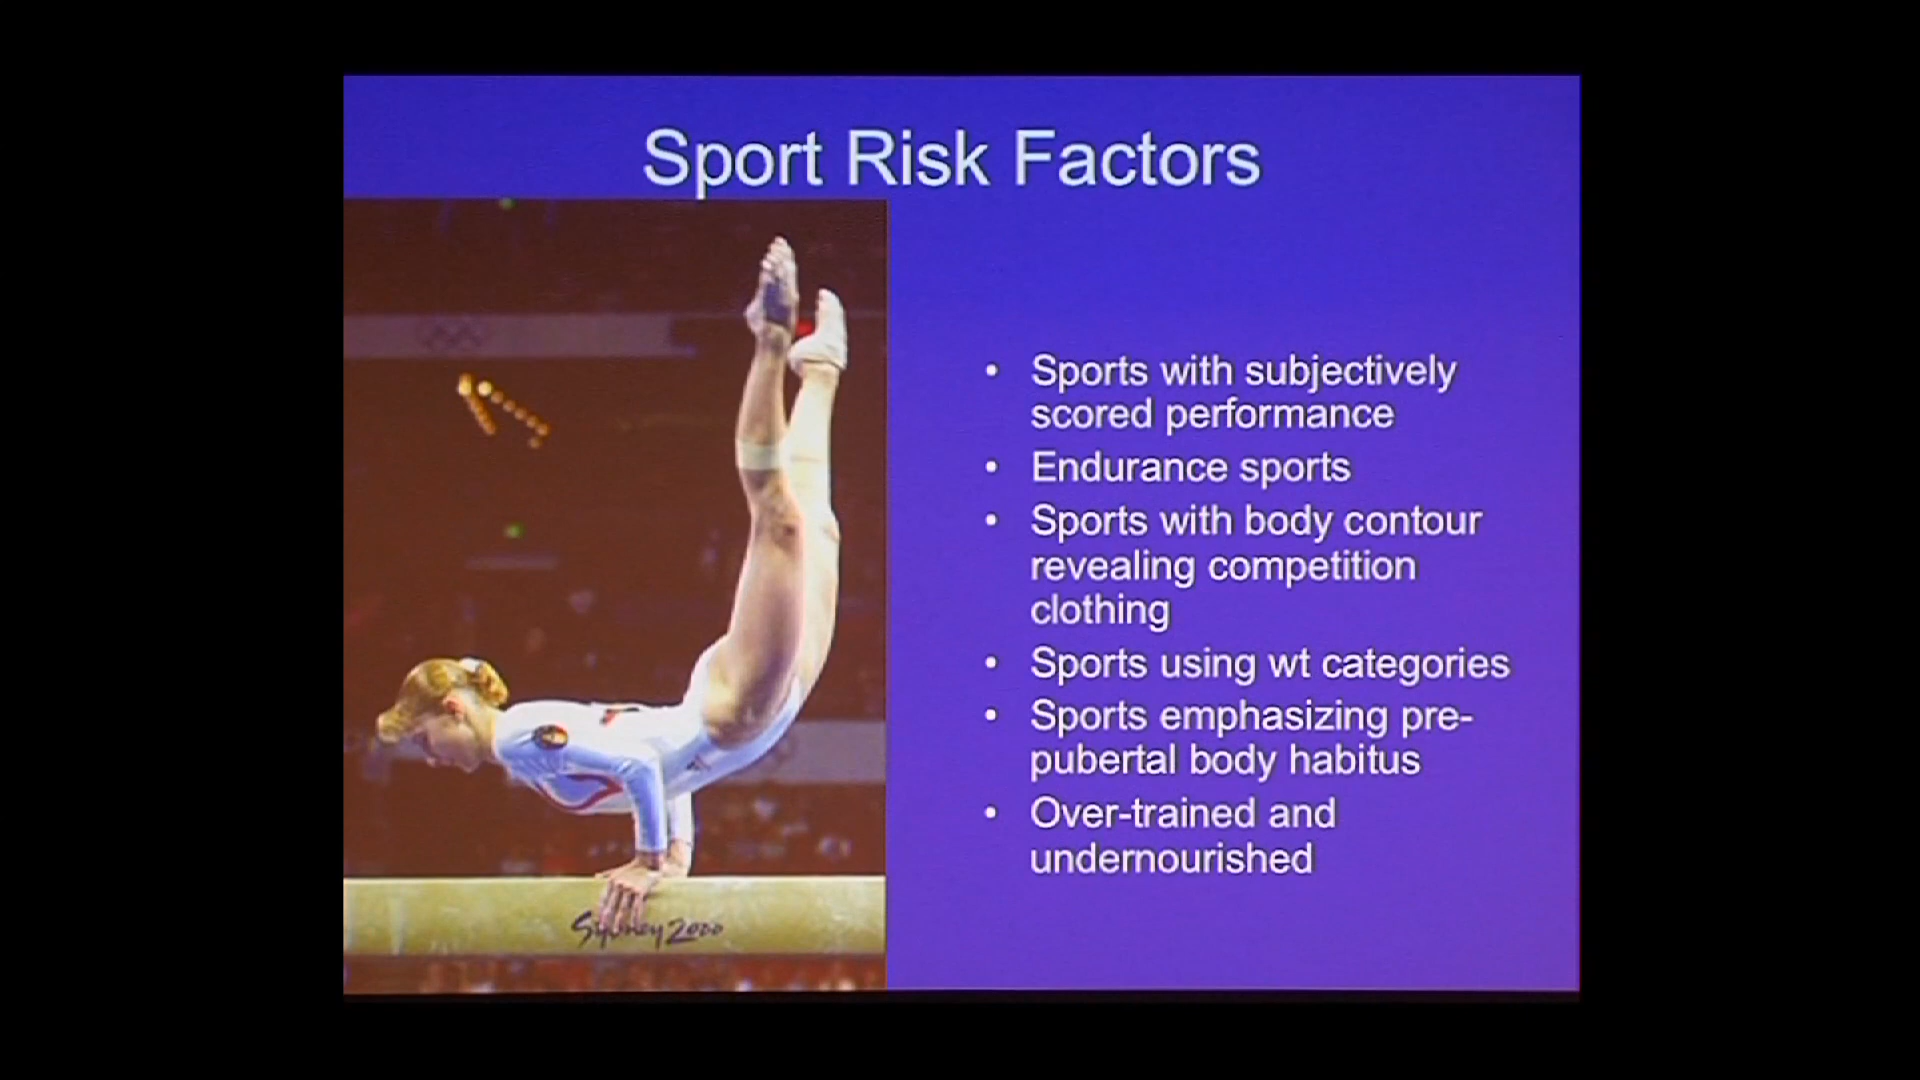 Sport Risk Factors
• Sports with subjectively
scored performance
• Endurance sports
• Sports with body contour
revealing competition
clothing
• Sports using wt categories
• Sports emphasizing pre-
pubertal body habitus
• Over-trained and
undernourished
Sydney 2000